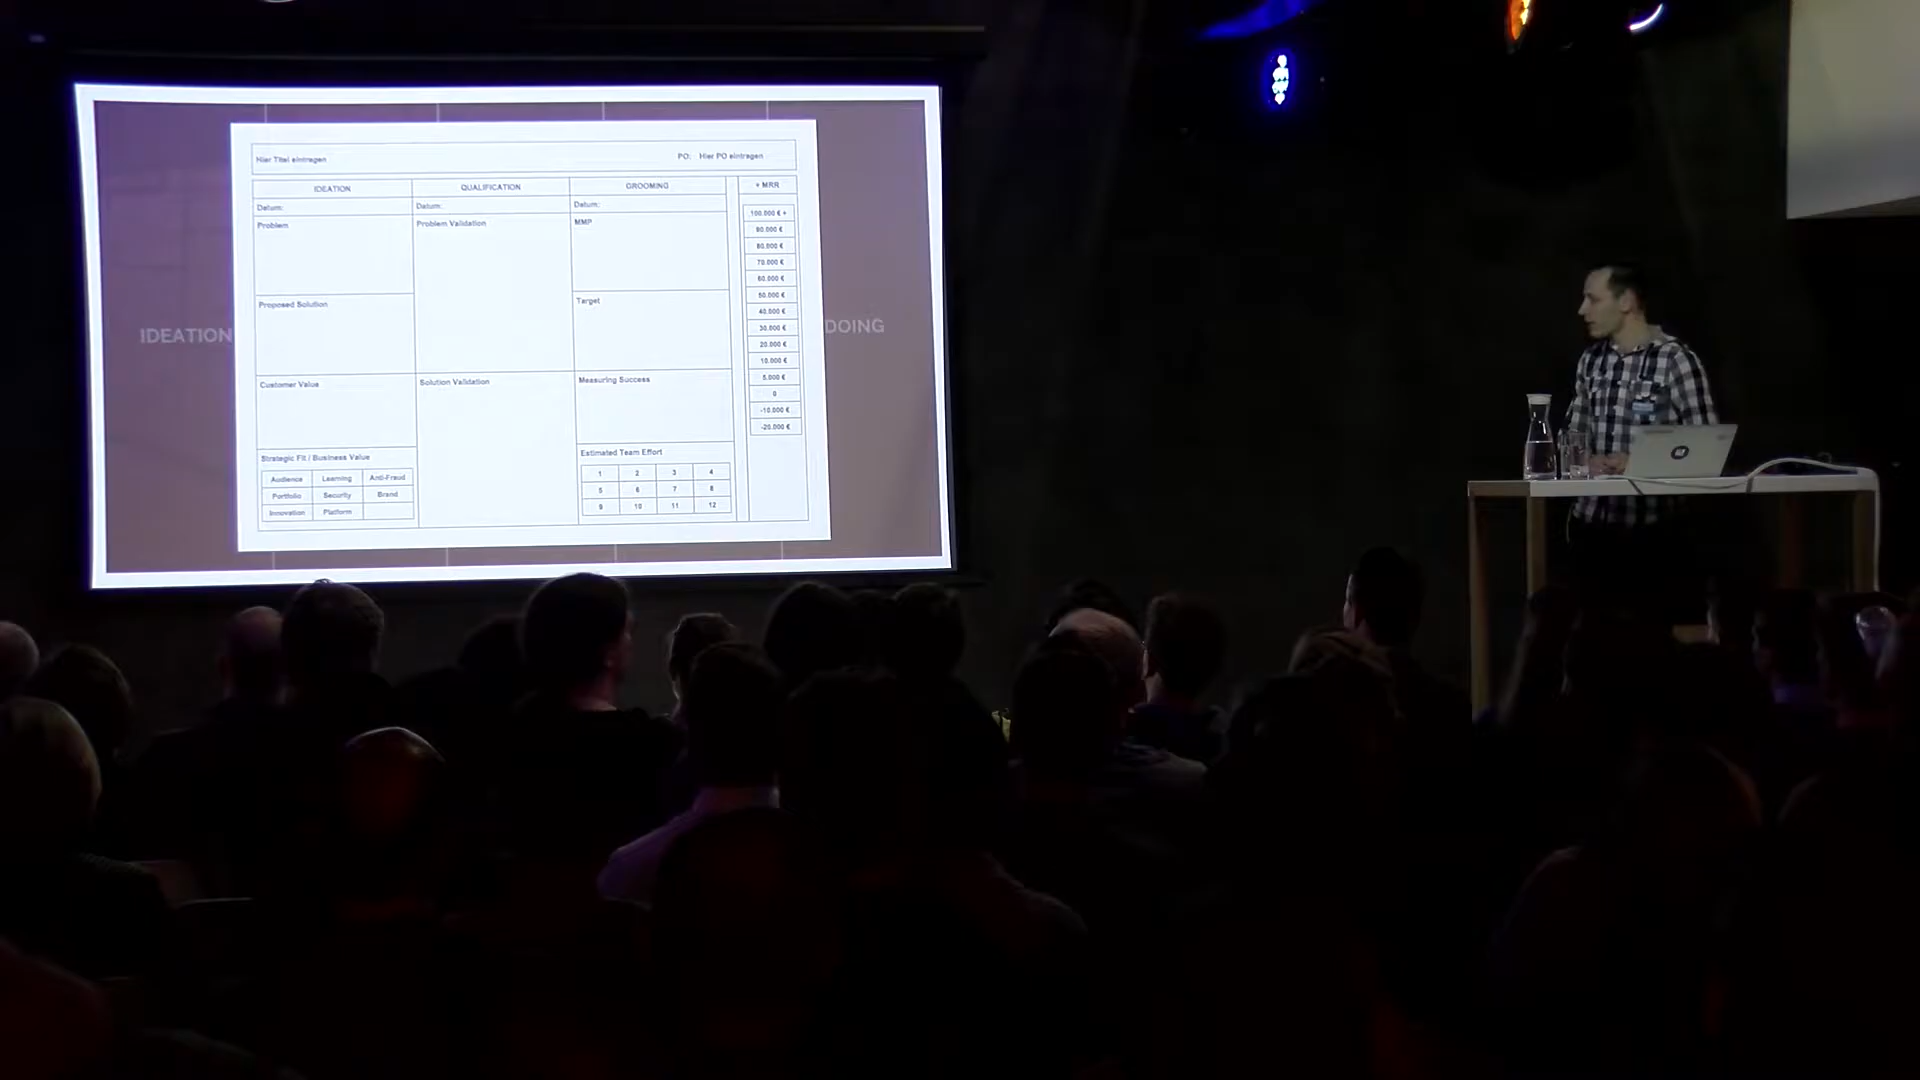 Hier Titel eintragen
PO: Hier PO eintragen
IDEATION
QUALIFICATION
GROOMING
+ MRR
Datum:
Datum:
Datum:
Problem
Proposed Solution
Customer Value
Strategic Fit / Business Value
Audience Learning Anti-Fraud
Portfolio Security Brand
Innovation Platform
Problem Validation
Solution Validation
MMP
Target
Measuring Success
Estimated Team Effort
1 2 3 4
5 6 7 8
9 10 11 12
100.000 € +
90.000 €
80.000 €
70.000 €
60.000 €
50.000 €
40.000 €
30.000 €
20.000 €
10.000 €
5.000 €
0
-10.000 €
-20.000 €
IDEATION
DOING